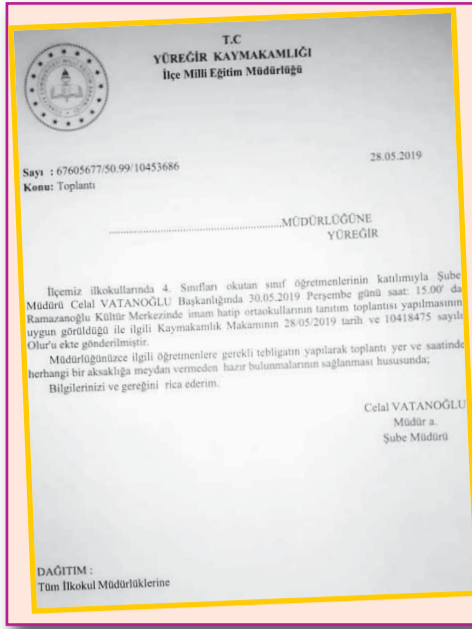 T.C
YÜREĞİR KAYMAKAMLIĞI
İlçe Milli Eğitim Müdürlüğü
28.05.2019
Sayı : 67605677/50.99/10453686
Konu: Toplantı
......................................................MÜDÜRLÜĞÜNE
YÜREĞİR
İlçemiz ilkokullarında 4. Sınıfları okutan sınıf öğretmenlerinin katılımıyla Şube
Müdürü Celal VATANOĞLU Başkanlığında 30.05.2019 Perşembe günü saat: 15.00' da
Ramazanoğlu Kültür Merkezinde imam hatip ortaokullarının tanıtım toplantısı yapılmasının
uygun görüldüğü ile ilgili Kaymakamlık Makamının 28/05/2019 tarih ve 10418475 sayılı
Olur'u ekte gönderilmiştir.
Müdürlüğünüzce ilgili öğretmenlere gerekli tebligatın yapılarak toplantı yer ve saatinde
herhangi bir aksaklığa meydan vermeden hazır bulunmalarının sağlanması hususunda;
Bilgilerinizi ve gereğini rica ederim.
Celal VATANOĞLU
Müdür a.
Şube Müdürü
DAĞITIM :
Tüm İlkokul Müdürlüklerine